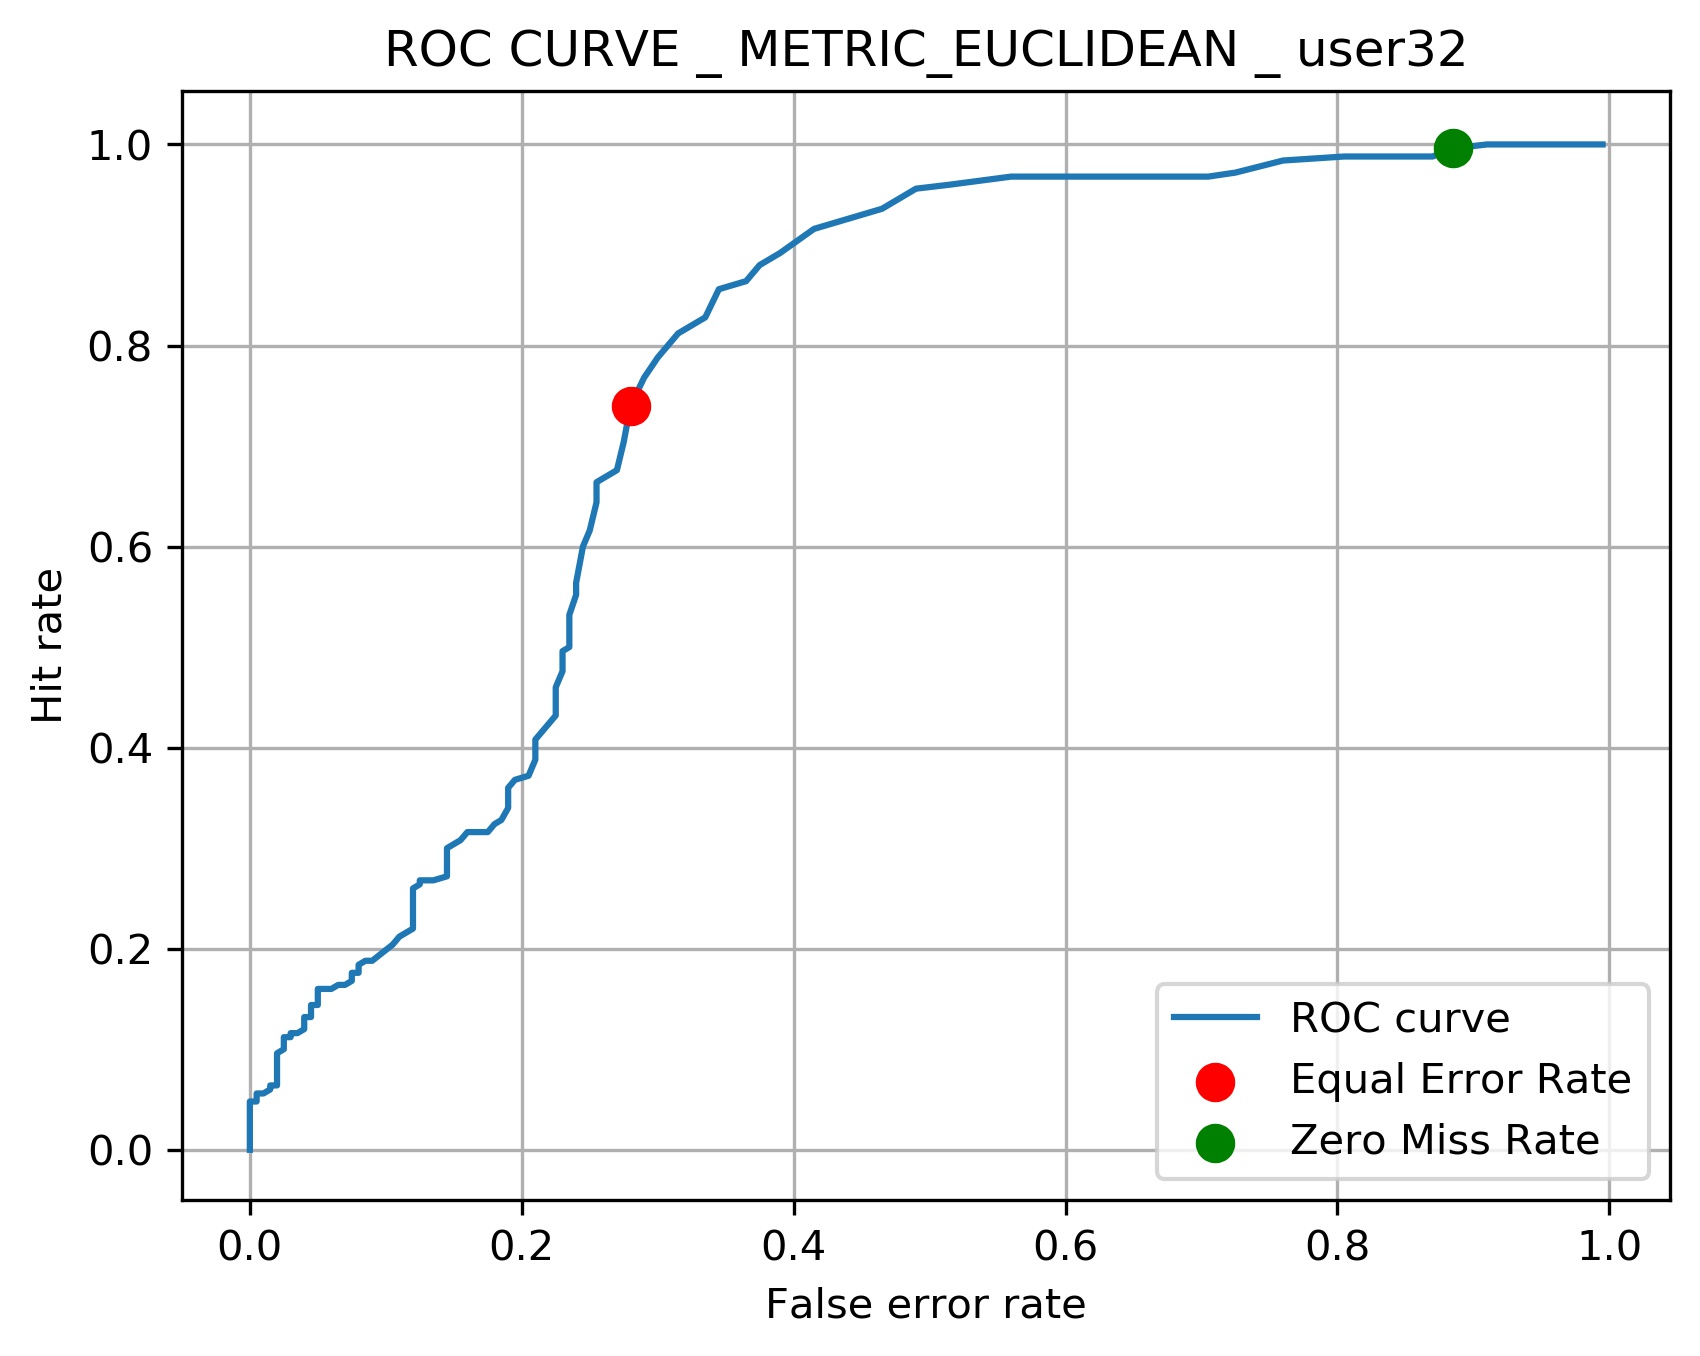 ROC CURVE _ METRIC_EUCLIDEAN _ user32
1.0
0.8
0.6
0.4
0.2
0.0
Hit rate
ROC curve
Equal Error Rate
Zero Miss Rate
0.0 0.2 0.4 0.6 0.8 1.0
False error rate